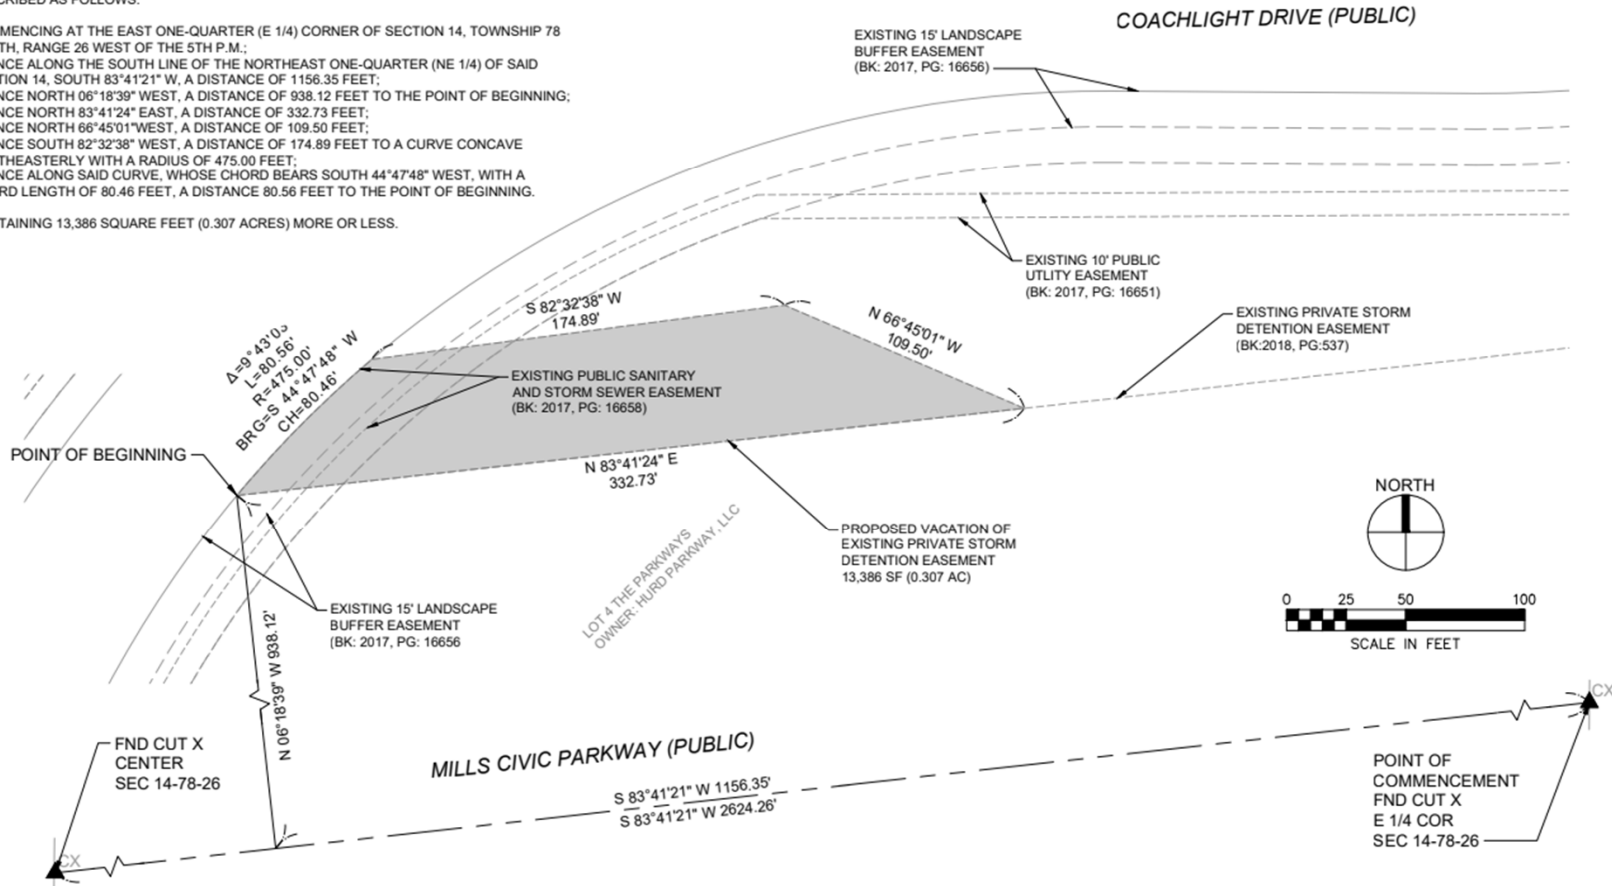 CRIBED AS FOLLOWS:
MENCING AT THE EAST ONE-QUARTER (E 1/4) CORNER OF SECTION 14, TOWNSHIP 78
TH, RANGE 26 WEST OF THE 5TH P.M.;
NCE ALONG THE SOUTH LINE OF THE NORTHEAST ONE-QUARTER (NE 1/4) OF SAID
TION 14, SOUTH 83°41'21" W, A DISTANCE OF 1156.35 FEET;
NCE NORTH 06°18'39" WEST, A DISTANCE OF 938.12 FEET TO THE POINT OF BEGINNING;
NCE NORTH 83°41'24" EAST, A DISTANCE OF 332.73 FEET;
NCE NORTH 66°45'01"WEST, A DISTANCE OF 109.50 FEET;
NCE SOUTH 82°32'38" WEST, A DISTANCE OF 174.89 FEET TO A CURVE CONCAVE
THEASTERLY WITH A RADIUS OF 475.00 FEET;
NCE ALONG SAID CURVE, WHOSE CHORD BEARS SOUTH 44°47'48" WEST, WITH A
RD LENGTH OF 80.46 FEET, A DISTANCE 80.56 FEET TO THE POINT OF BEGINNING.
TAINING 13,386 SQUARE FEET (0.307 ACRES) MORE OR LESS.
COACHLIGHT DRIVE (PUBLIC)
EXISTING 15' LANDSCAPE
BUFFER EASEMENT
(BK: 2017, PG: 16656)
EXISTING 10' PUBLIC
UTLITY EASEMENT
(BK: 2017, PG: 16651)
EXISTING PRIVATE STORM
DETENTION EASEMENT
(BK:2018, PG:537)
S 82°32'38" W
174.89'
N 66°45'01" W
109.50'
Δ=9°43'03
L=80.56'
R=475.00'
BRG=S 44°47'48" W
CH=80.46'
EXISTING PUBLIC SANITARY
AND STORM SEWER EASEMENT
(BK: 2017, PG: 16658)
POINT OF BEGINNING
N 83°41'24" E
332.73'
PROPOSED VACATION OF
EXISTING PRIVATE STORM
DETENTION EASEMENT
13,386 SF (0.307 AC)
LOT 4 THE PARKWAYS
OWNER: HURD PARKWAY, LLC
NORTH
0 25 50 100
SCALE IN FEET
EXISTING 15' LANDSCAPE
BUFFER EASEMENT
(BK: 2017, PG: 16656
N 06°18'39" W 938.12'
FND CUT X
CENTER
SEC 14-78-26
CX
MILLS CIVIC PARKWAY (PUBLIC)
S 83°41'21" W 1156.35'
S 83°41'21" W 2624.26'
CX
POINT OF
COMMENCEMENT
FND CUT X
E 1/4 COR
SEC 14-78-26